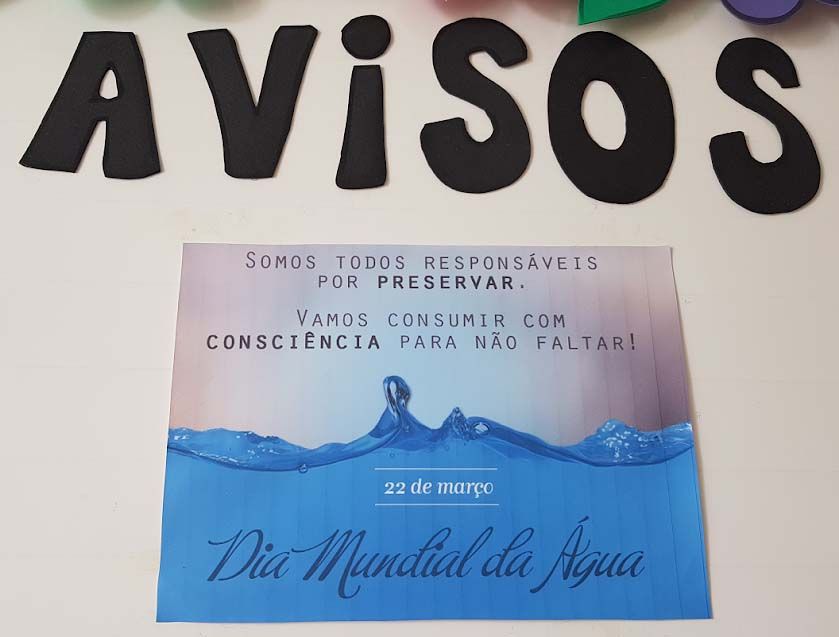 AViSOS
SOMOS TODOS RESPONSÁVEIS
POR PRESERVAR.
VAMOS CONSUMIR COM
CONSCIÊNCIA PARA NÃO FALTAR!
22 de março
Dia Mundial da Água